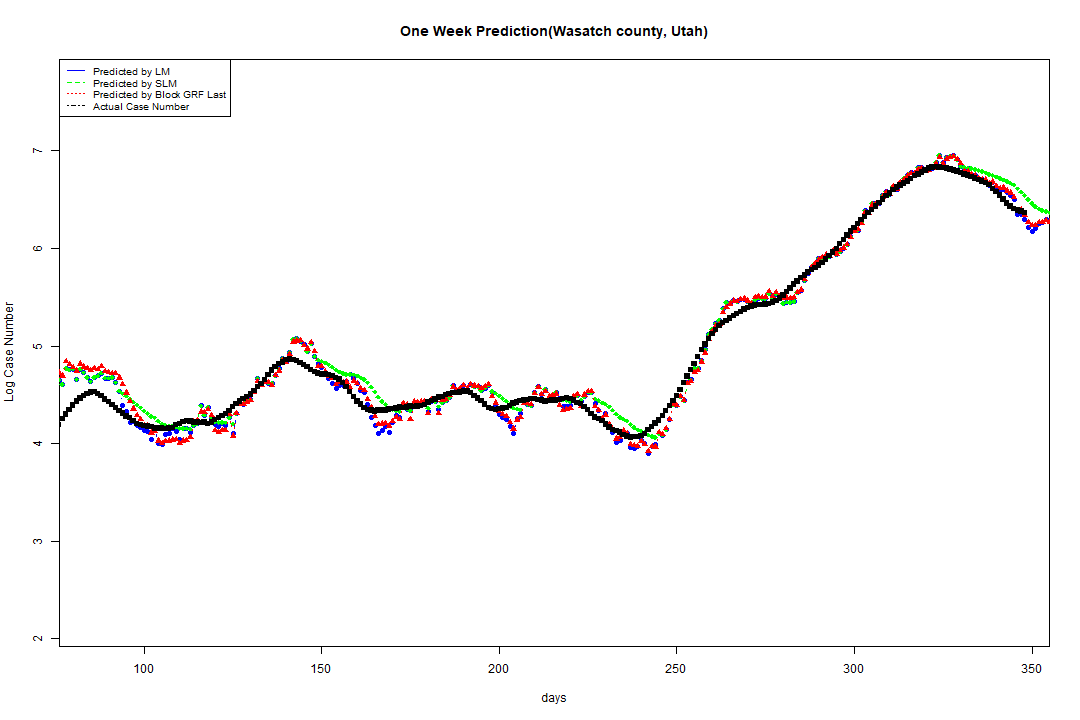 One Week Prediction(Wasatch county, Utah)
Predicted by LM
Predicted by SLM
Predicted by Block GRF Last
Actual Case Number
7
6
5
4
3
2
Log Case Number
100 150 200 250 300 350
days